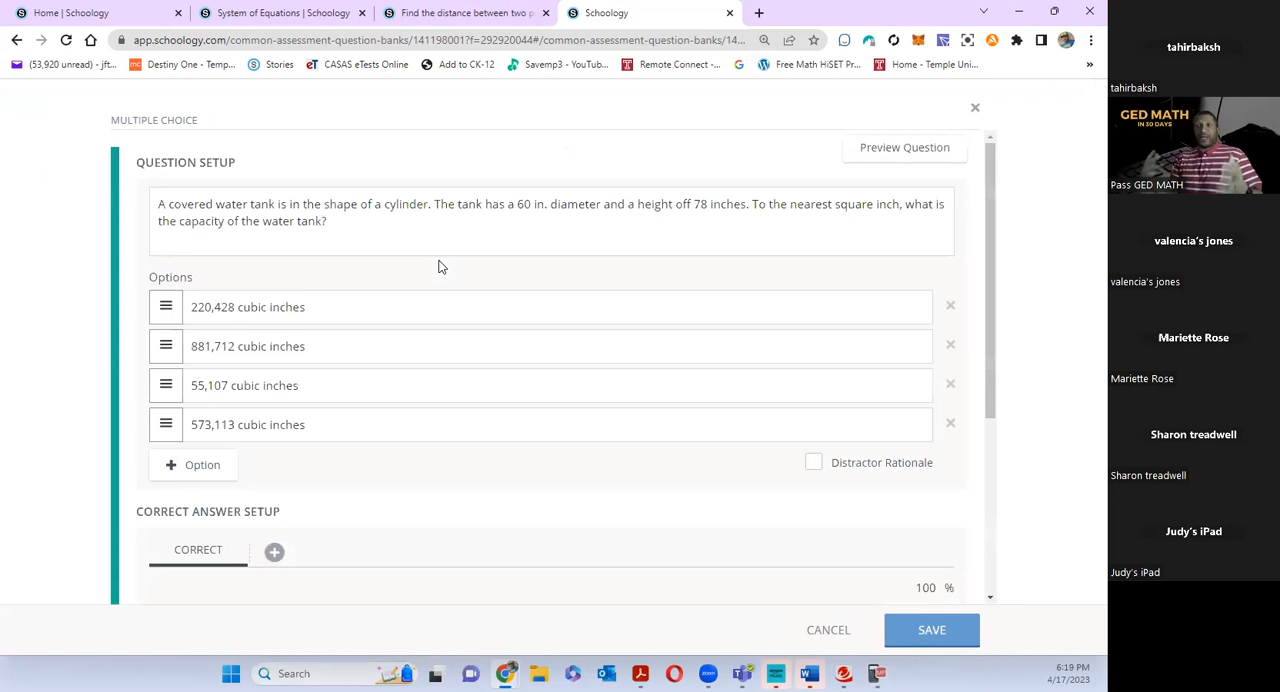 Home | Schoology
System of Equations | Schoology
Find the distance between two p
Schoology
app.schoology.com/common-assessment-question-banks/141198001?f=292920044#/common-assessment-question-banks/14...
(53,920 unread) - jft...
Destiny One - Temp...
Stories
CASAS eTests Online
Add to CK-12
Savemp3 - YouTub...
Remote Connect -...
Free Math HiSET Pr...
Home - Temple Uni...
»
MULTIPLE CHOICE
QUESTION SETUP
Preview Question
A covered water tank is in the shape of a cylinder. The tank has a 60 in. diameter and a height off 78 inches. To the nearest square inch, what is
the capacity of the water tank?
Options
220,428 cubic inches
881,712 cubic inches
55,107 cubic inches
573,113 cubic inches
+ Option
Distractor Rationale
CORRECT ANSWER SETUP
CORRECT
100 %
CANCEL
SAVE
Search
6:19 PM
4/17/2023
tahirbaksh
tahirbaksh
GED MATH
IN 30 DAYS
Pass GED MATH
valencia's jones
valencia's jones
Mariette Rose
Mariette Rose
Sharon treadwell
Sharon treadwell
Judy's iPad
Judy's iPad